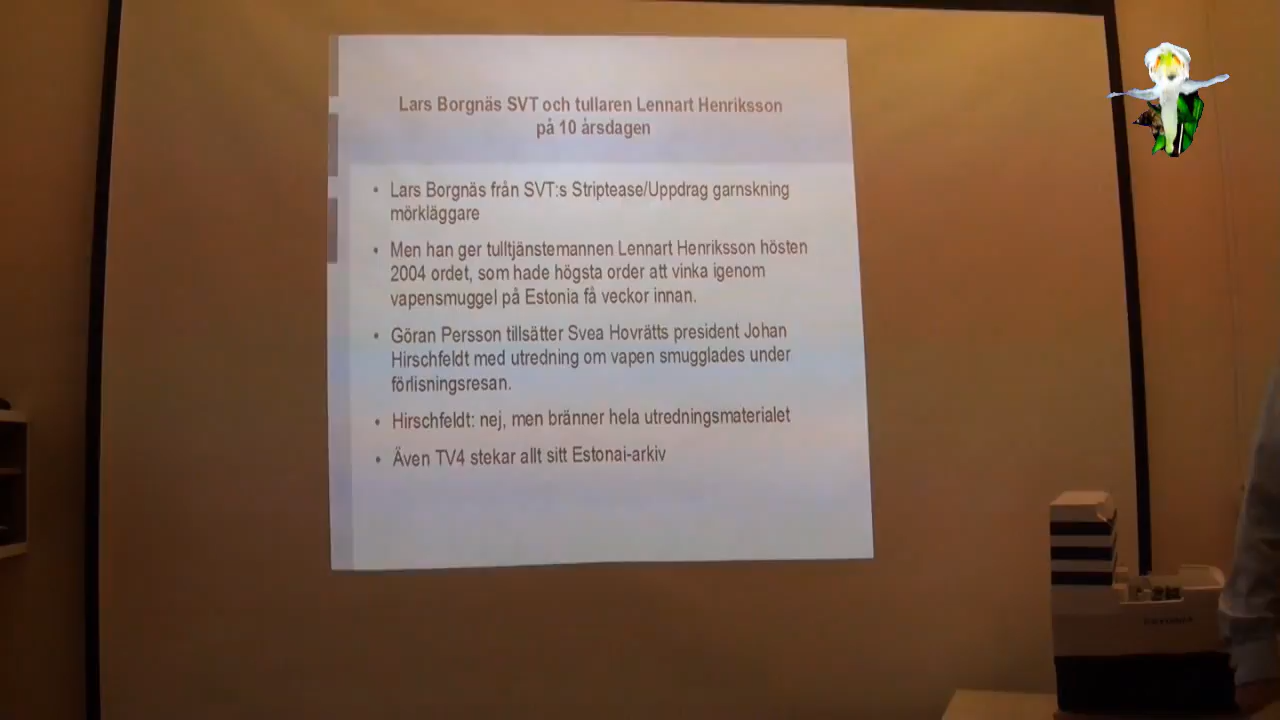 Lars Borgnäs SVT och tullaren Lennart Henriksson
på 10 årsdagen
• Lars Borgnäs från SVT:s Striptease/Uppdrag garnskning
mörkläggare
• Men han ger tulltjänstemannen Lennart Henriksson hösten
2004 ordet, som hade högsta order att vinka igenom
vapensmuggel på Estonia få veckor innan.
• Göran Persson tillsätter Svea Hovrätts president Johan
Hirschfeldt med utredning om vapen smugglades under
förlisningsresan.
• Hirschfeldt: nej, men bränner hela utredningsmaterialet
• Även TV4 stekar allt sitt Estonai-arkiv
ESTONIA